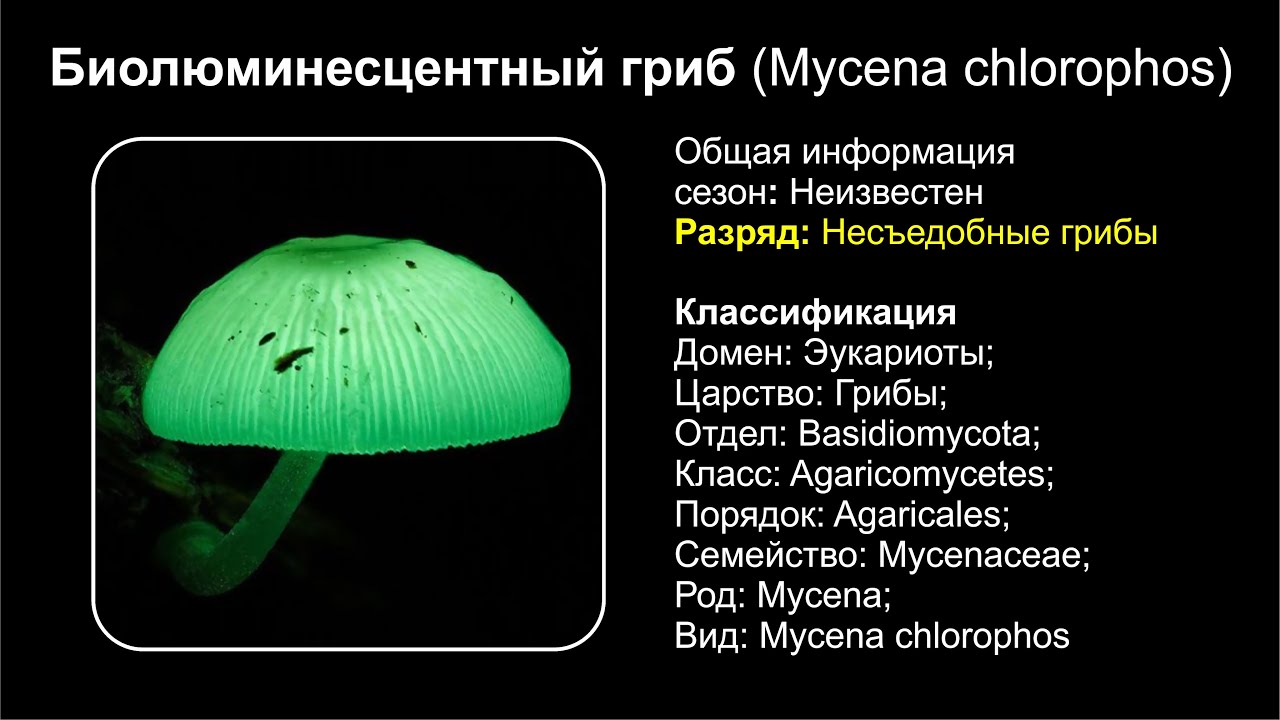 Биолюминесцентный гриб (Mycena chlorophos)
Общая информация
сезон: Неизвестен
Разряд: Несъедобные грибы
Классификация
Домен: Эукариоты;
Царство: Грибы;
Отдел: Basidiomycota;
Класс: Agaricomycetes;
Порядок: Agaricales;
Семейство: Mycenaceae;
Род: Mycena;
Вид: Mycena chlorophos